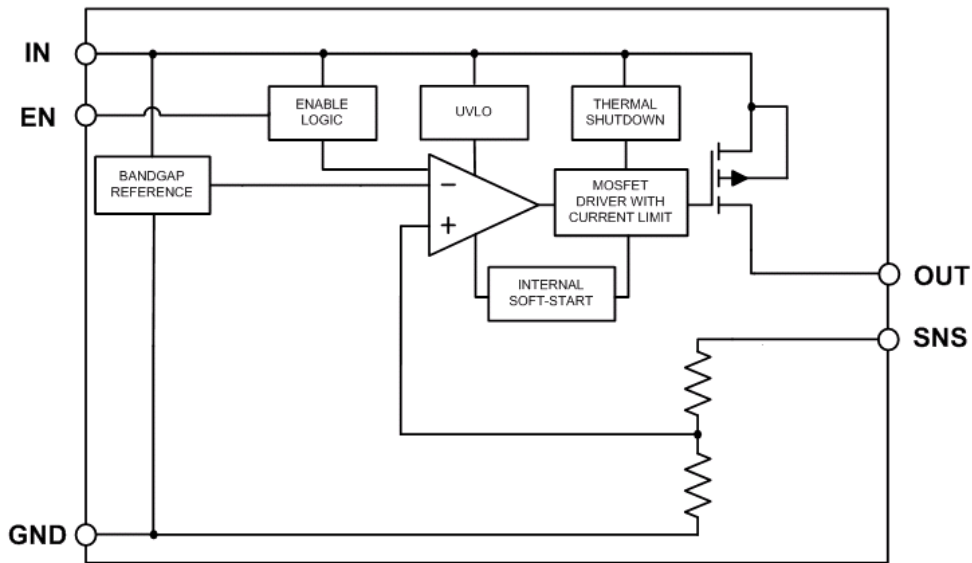 IN
EN
ENABLE
LOGIC
UVLO
THERMAL
SHUTDOWN
BANDGAP
REFERENCE
−
+
MOSFET
DRIVER WITH
CURRENT LIMIT
INTERNAL
SOFT-START
OUT
SNS
GND